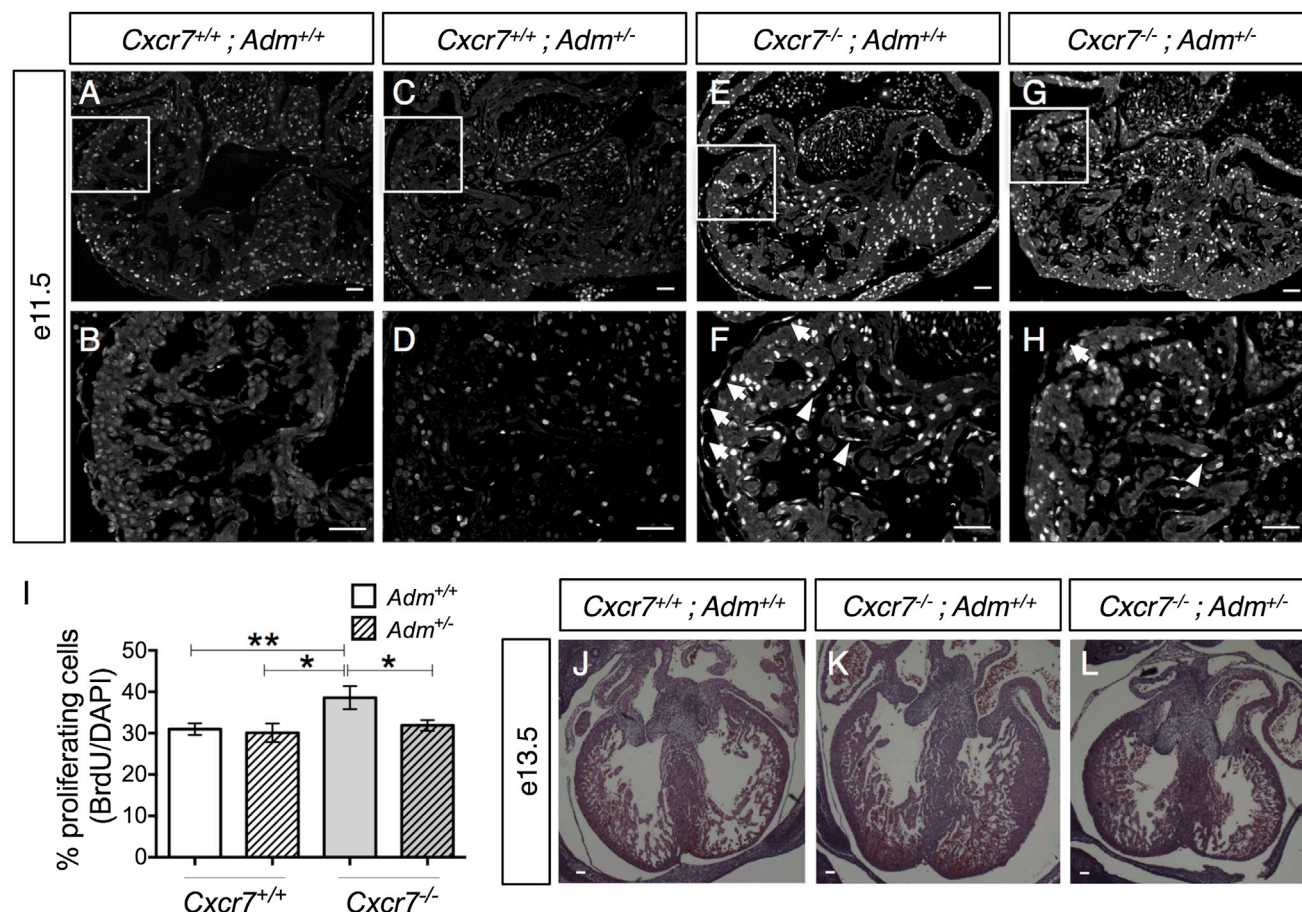 Cxcr7+/+ ; Adm+/+
Cxcr7+/+ ; Adm+/-
Cxcr7-/- ; Adm+/+
Cxcr7-/- ; Adm+/-
e11.5
A
C
E
G
B
D
F
H
I
Adm+/+
Adm+/-
**
*
*
% proliferating cells
(BrdU/DAPI)
50
40
30
20
10
0
Cxcr7+/+
Cxcr7-/-
Cxcr7+/+ ; Adm+/+
Cxcr7-/- ; Adm+/+
Cxcr7-/- ; Adm+/-
e13.5
J
K
L